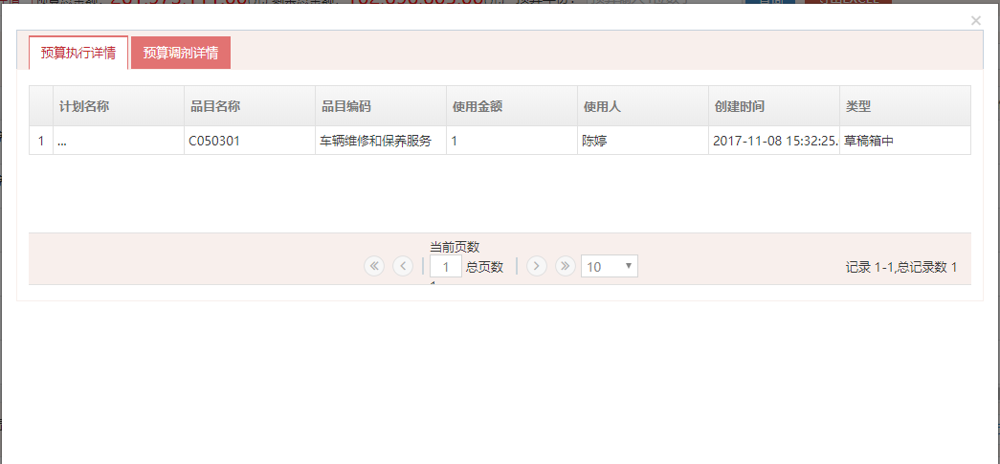 ×
预算执行详情 预算调剂详情
计划名称 品目名称 品目编码 使用金额 使用人 创建时间 类型
1 ... C050301 车辆维修和保养服务 1 陈婷 2017-11-08 15:32:25. 草稿箱中
当前页数
1 总页数 10 记录 1-1,总记录数 1